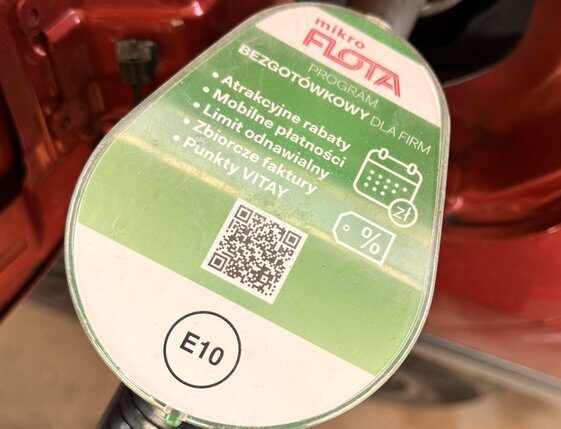 mikro
FLOTA
PROGRAM
BEZGOTÓWKOWY DLA FIRM
• Atrakcyjne rabaty
• Mobilne płatności
• Limit odnawialny
• Zbiorcze faktury
• Punkty VITAY
zł
%
E10